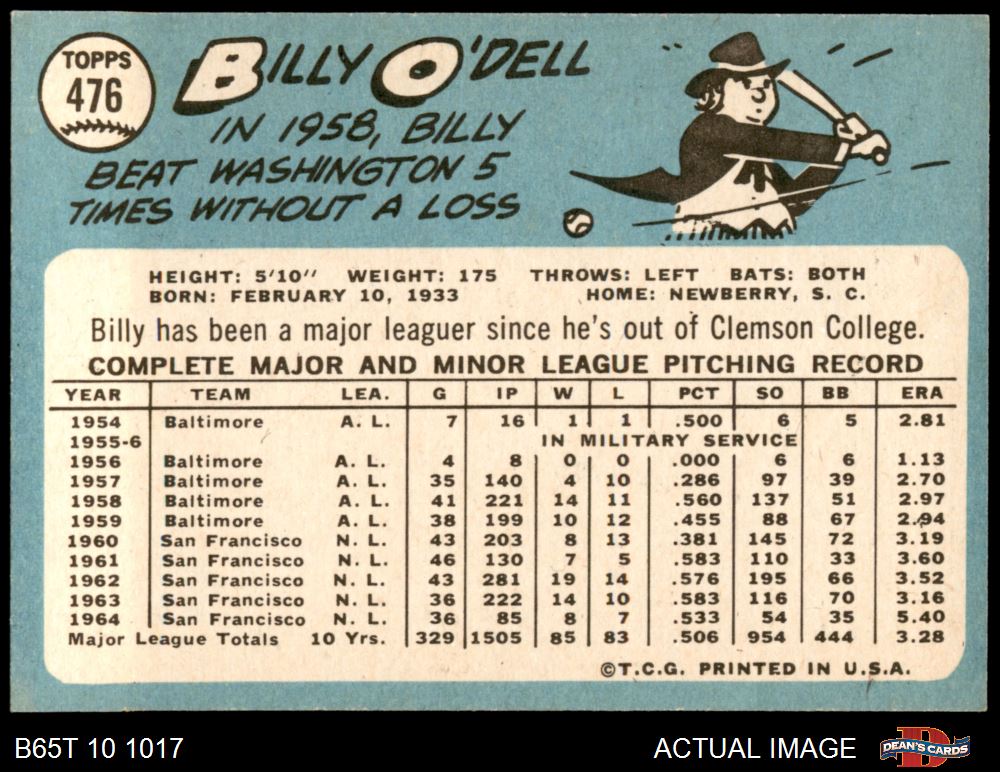 TOPPS
476
BILLY O'DELL
IN 1958, BILLY
BEAT WASHINGTON 5
TIMES WITHOUT A LOSS
HEIGHT: 5'10" WEIGHT: 175 THROWS: LEFT BATS: BOTH
BORN: FEBRUARY 10, 1933 HOME: NEWBERRY, S. C.
Billy has been a major leaguer since he's out of Clemson College.
COMPLETE MAJOR AND MINOR LEAGUE PITCHING RECORD
YEAR TEAM LEA. G IP W L PCT SO BB ERA
1954 Baltimore A. L. 7 16 1 1 .500 6 5 2.81
1955-6 IN MILITARY SERVICE
1956 Baltimore A. L. 4 8 0 0 .000 6 6 1.13
1957 Baltimore A. L. 35 140 4 10 .286 97 39 2.70
1958 Baltimore A. L. 41 221 14 11 .560 137 51 2.97
1959 Baltimore A. L. 38 199 10 12 .455 88 67 2.94
1960 San Francisco N. L. 43 203 8 13 .381 145 72 3.19
1961 San Francisco N. L. 46 130 7 5 .583 110 33 3.60
1962 San Francisco N. L. 43 281 19 14 .576 195 66 3.52
1963 San Francisco N. L. 36 222 14 10 .583 116 70 3.16
1964 San Francisco N. L. 36 85 8 7 .533 54 35 5.40
Major League Totals 10 Yrs. 329 1505 85 83 .506 954 444 3.28
©T.C.G. PRINTED IN U.S.A.
B65T 10 1017
ACTUAL IMAGE
D
DEAN'S CARDS